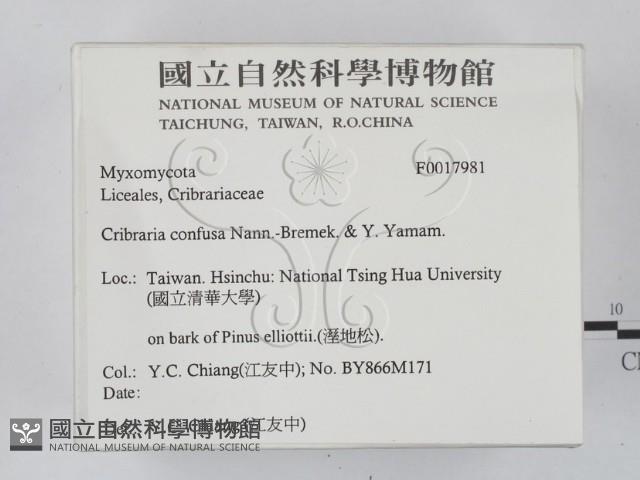 國立自然科學博物館
NATIONAL MUSEUM OF NATURAL SCIENCE
TAICHUNG, TAIWAN, R.O.CHINA
Myxomycota F0017981
Liceales, Cribrariaceae
Cribraria confusa Nann.-Bremek. & Y. Yamam.
Loc.: Taiwan. Hsinchu: National Tsing Hua University
(國立清華大學)
on bark of Pinus elliottii.(溼地松).
Col.: Y.C. Chiang(江友中); No. BY866M171
Date:
(江友中)
國立自然科學博物館
NATIONAL MUSEUM OF NATURAL SCIENCE
10